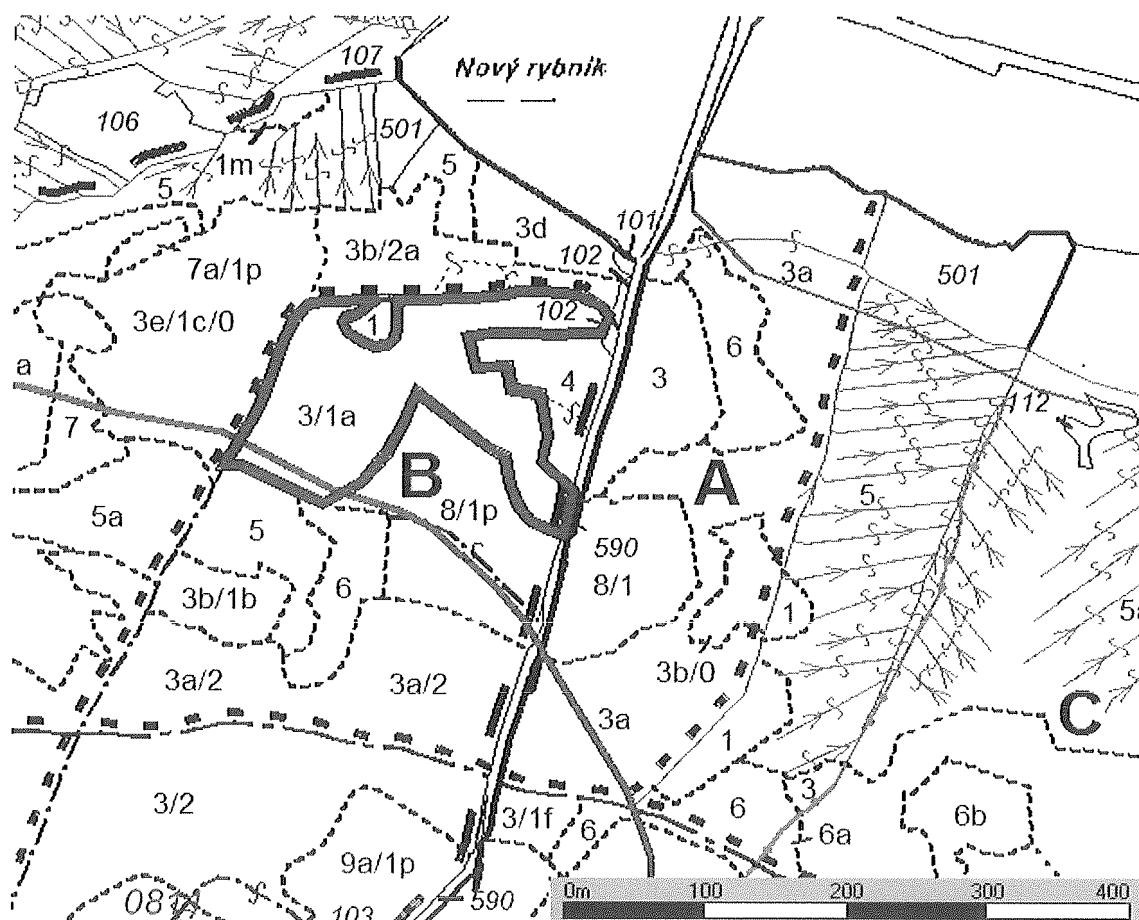 107
Nový rybník
106
501
1m
5
5
101
3d
3b/2a
102
7a/1p
3a
501
3e/1c/0
1
102
6
a
3
4
112
3/1a
7
B
A
5
8/1p
5a
5
590
8/1
6
3b/1b
1
3b/0
3a/2
3a/2
C
3a
1
3/2
3
3/1f
6
6
6b
6a
9a/1p
590
103
0m
100
200
300
400